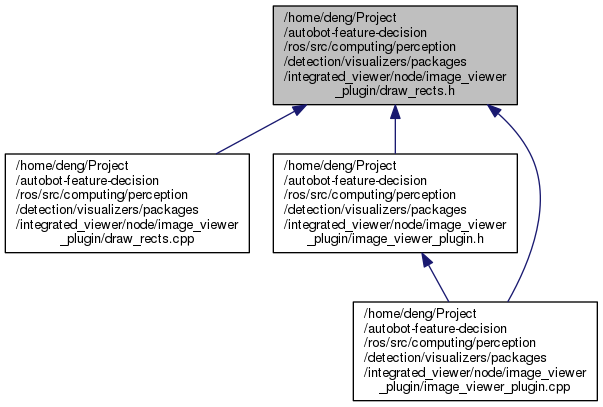 /home/deng/Project
/autobot-feature-decision
/ros/src/computing/perception
/detection/visualizers/packages
/integrated_viewer/node/image_viewer
_plugin/draw_rects.h
/home/deng/Project
/autobot-feature-decision
/ros/src/computing/perception
/detection/visualizers/packages
/integrated_viewer/node/image_viewer
_plugin/draw_rects.cpp
/home/deng/Project
/autobot-feature-decision
/ros/src/computing/perception
/detection/visualizers/packages
/integrated_viewer/node/image_viewer
_plugin/image_viewer_plugin.h
/home/deng/Project
/autobot-feature-decision
/ros/src/computing/perception
/detection/visualizers/packages
/integrated_viewer/node/image_viewer
_plugin/image_viewer_plugin.cpp